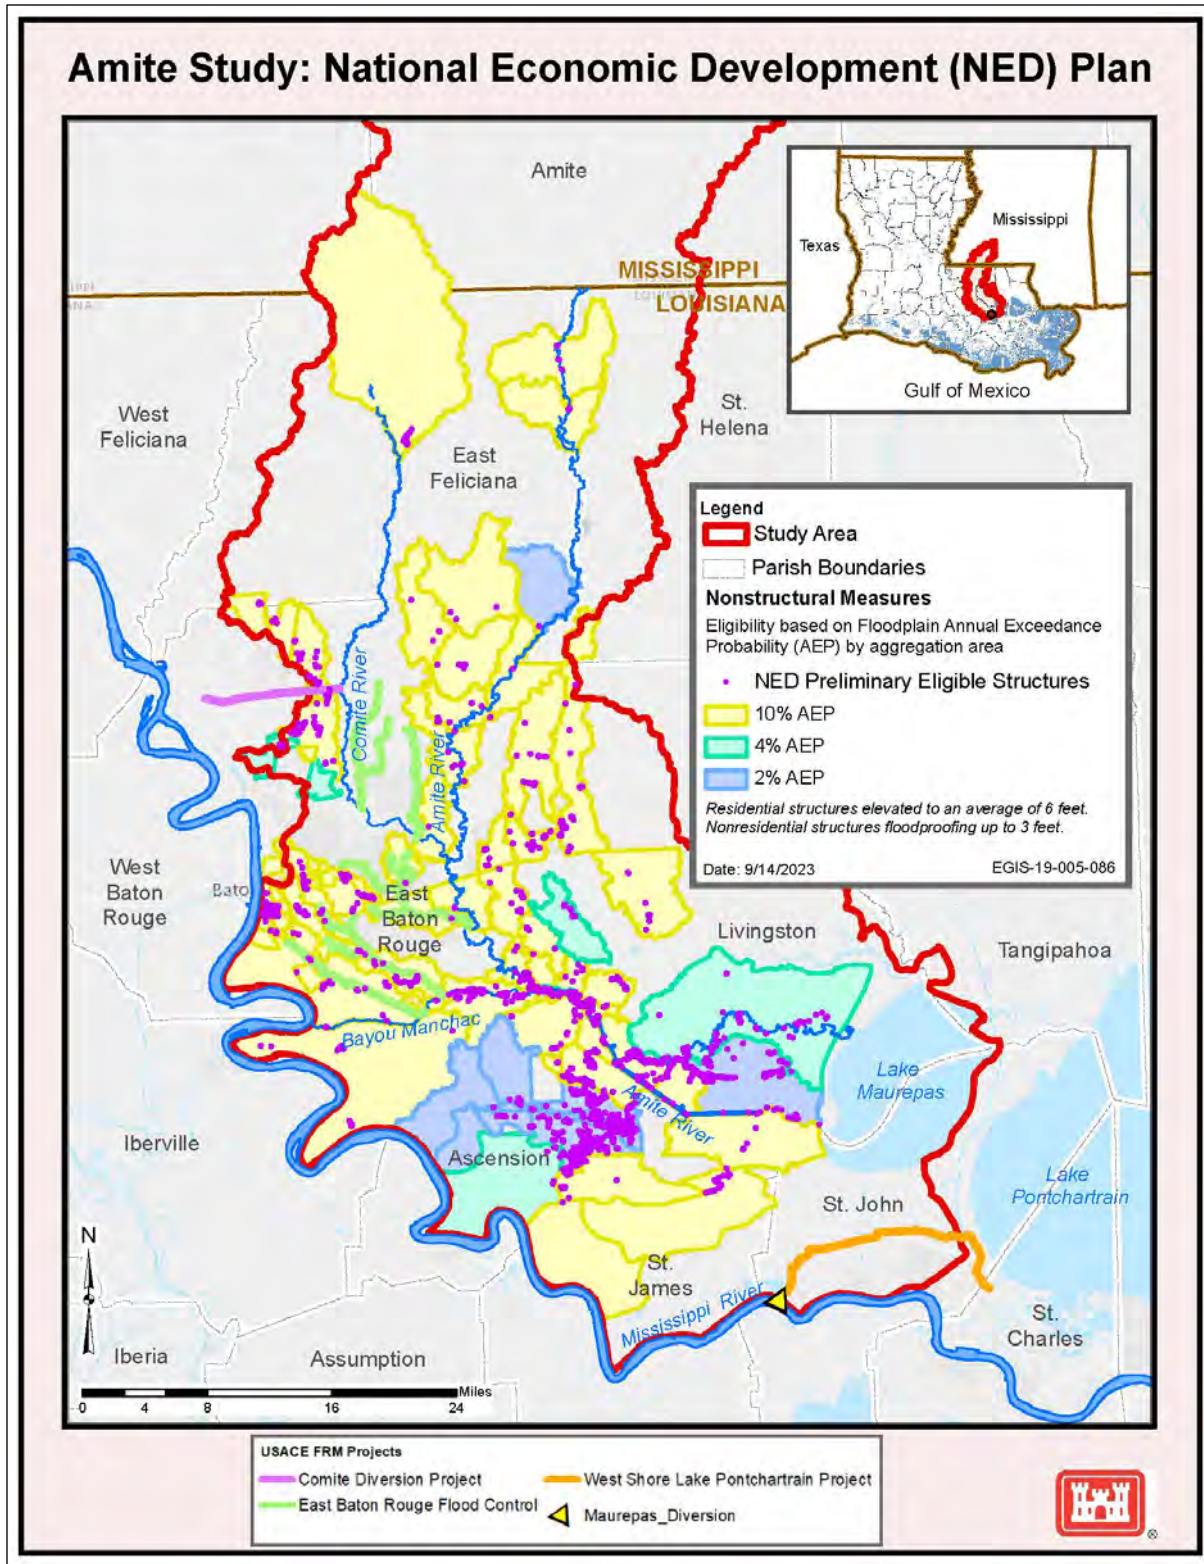 Amite Study: National Economic Development (NED) Plan
Amite
Mississippi
Texas
Gulf of Mexico
MISSISSIPPI
LOUISIANA
West
Feliciana
St.
Helena
East
Feliciana
Legend
Study Area
Parish Boundaries
Nonstructural Measures
Eligibility based on Floodplain Annual Exceedance
Probability (AEP) by aggregation area
NED Preliminary Eligible Structures
10% AEP
4% AEP
2% AEP
Residential structures elevated to an average of 6 feet.
Nonresidential structures floodproofing up to 3 feet.
Date: 9/14/2023
EGIS-19-005-086
Comite River
Amite River
West
Baton
Rouge
Bato
East
Baton
Rouge
Livingston
Tangipahoa
Bayou Manchac
Lake
Maurepas
Amite River
Iberville
Ascension
Lake
Pontchartrain
St. John
St.
James
Mississippi River
St.
Charles
N
Iberia
Assumption
Miles
0 4 8 16 24
USACE FRM Projects
Comite Diversion Project
West Shore Lake Pontchartrain Project
East Baton Rouge Flood Control
Maurepas_Diversion
®